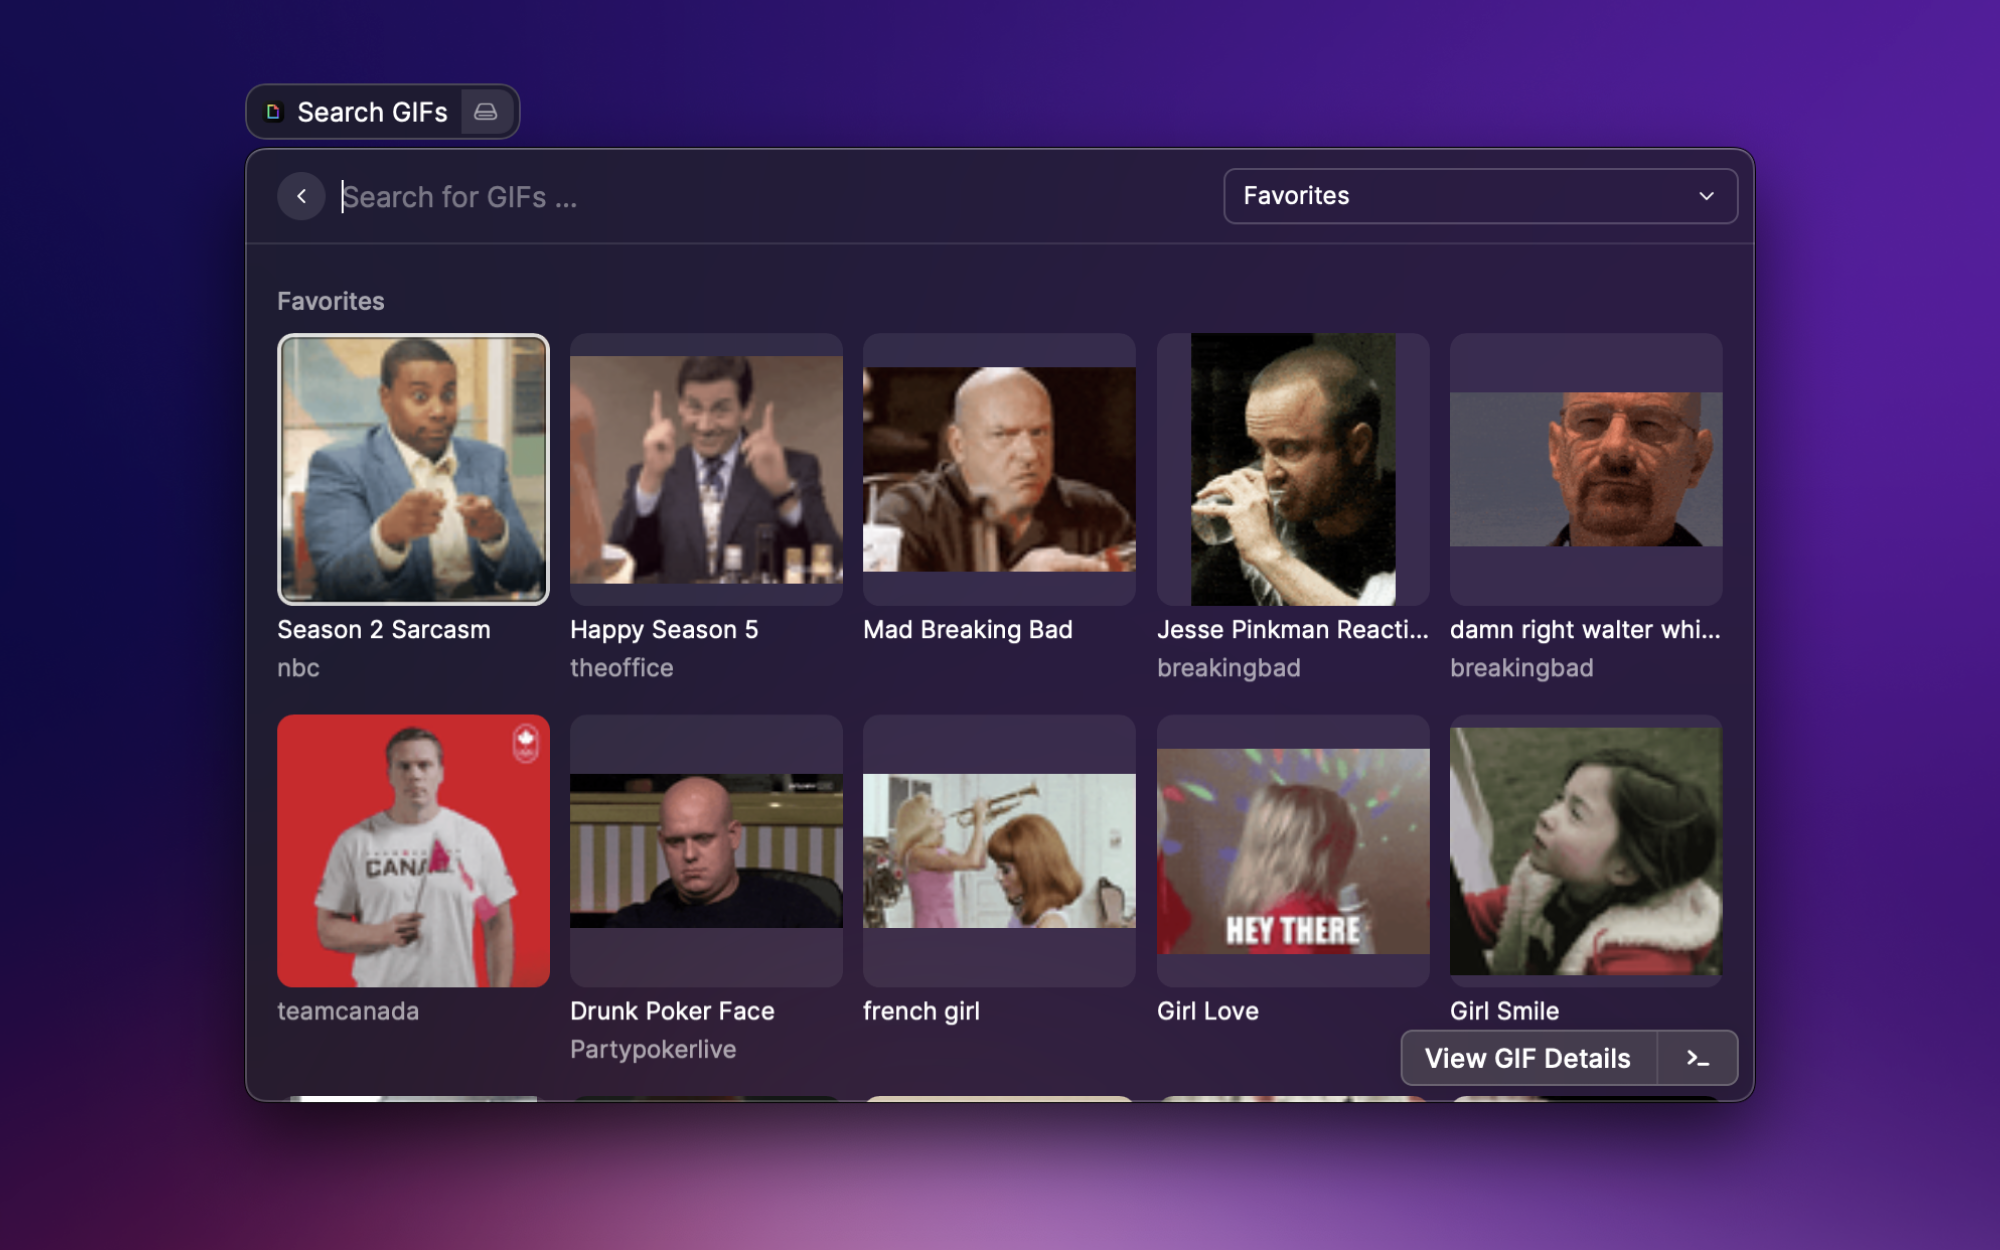 Search GIFs
Search for GIFs ...
Favorites
Favorites
Season 2 Sarcasm
nbc
Happy Season 5
theoffice
Mad Breaking Bad
Jesse Pinkman Reacti...
breakingbad
damn right walter whi...
breakingbad
CANA
HEY THERE
teamcanada
Drunk Poker Face
Partypokerlive
french girl
Girl Love
Girl Smile
View GIF Details